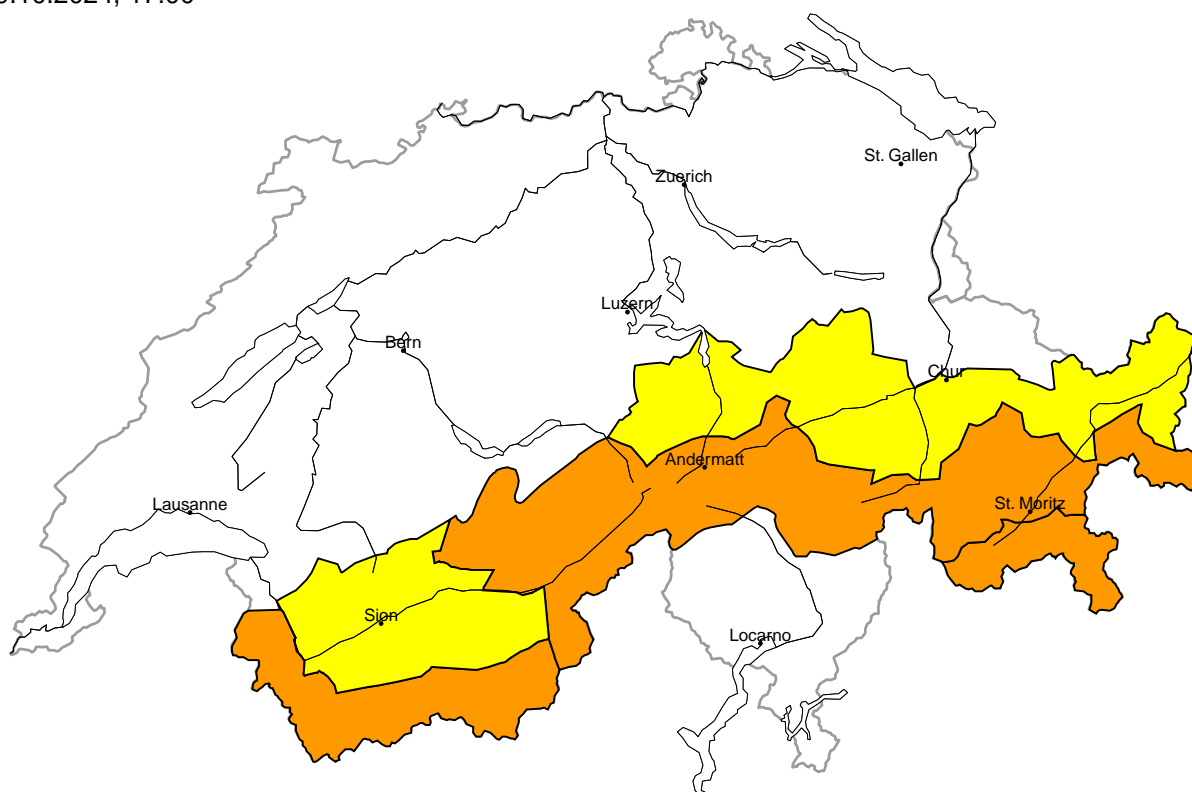 St. Gallen
Zuerich
Luzern
Bern
Chur
Andermatt
Lausanne
St. Moritz
Sion
Locarno